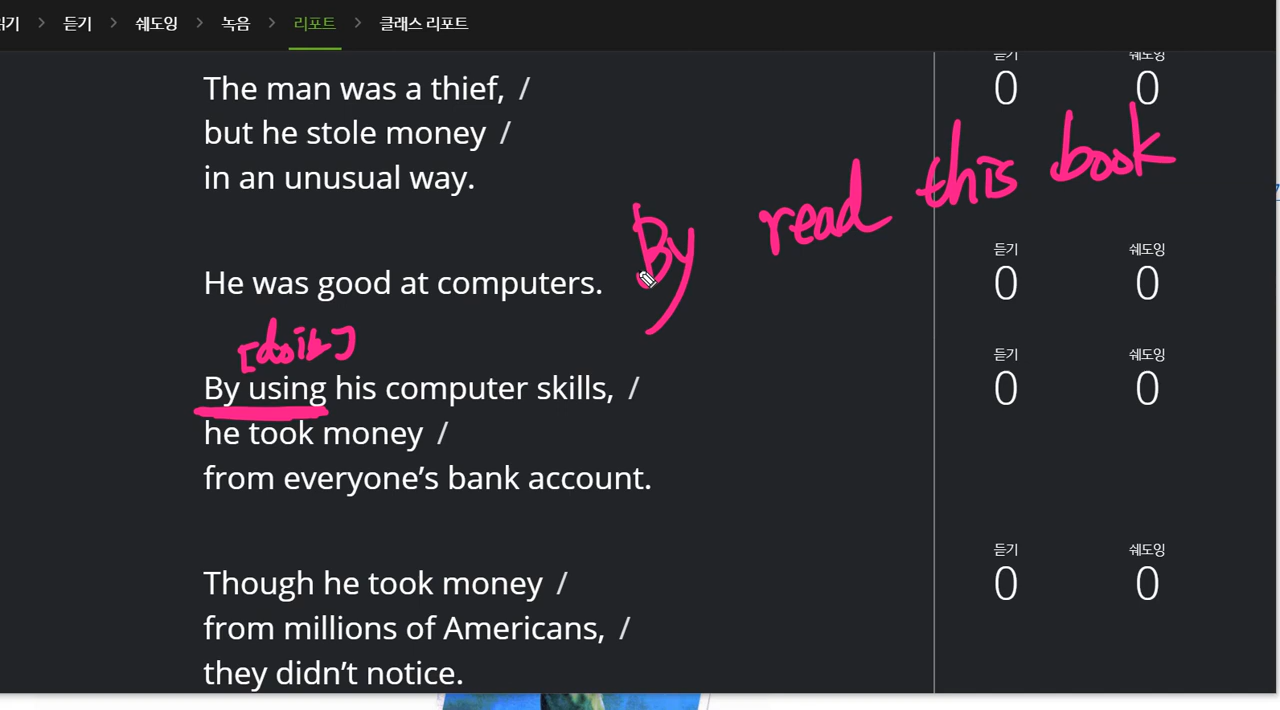 듣기 > 쉐도잉 > 녹음 > 리포트 > 클래스 리포트
듣기 쉐도잉
The man was a thief, / 0 0
but he stole money /
in an unusual way.
By read this book
듣기 쉐도잉
He was good at computers. 0 0
듣기 쉐도잉
By using his computer skills, / 0 0
he took money /
from everyone’s bank account.
듣기 쉐도잉
Though he took money / 0 0
from millions of Americans, /
they didn’t notice.